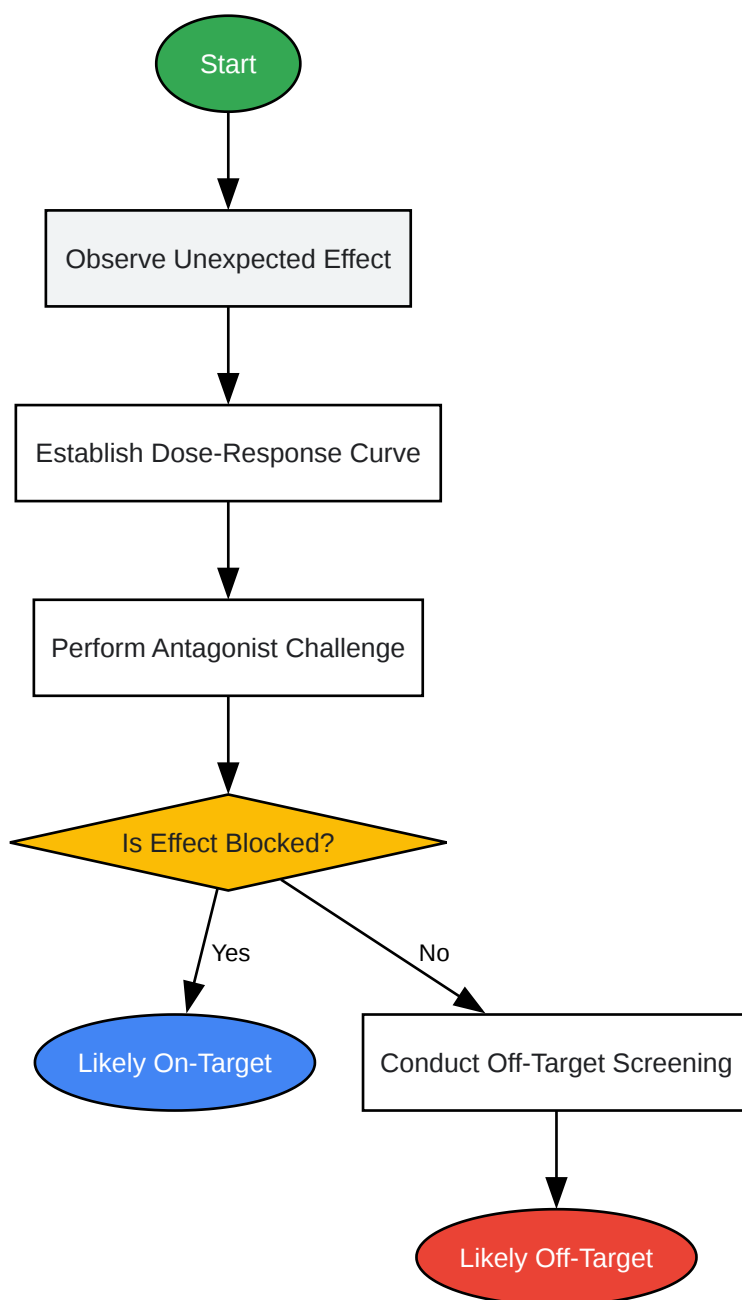 Start
Observe Unexpected Effect
Establish Dose-Response Curve
Perform Antagonist Challenge
Is Effect Blocked?
Yes
No
Likely On-Target
Conduct Off-Target Screening
Likely Off-Target